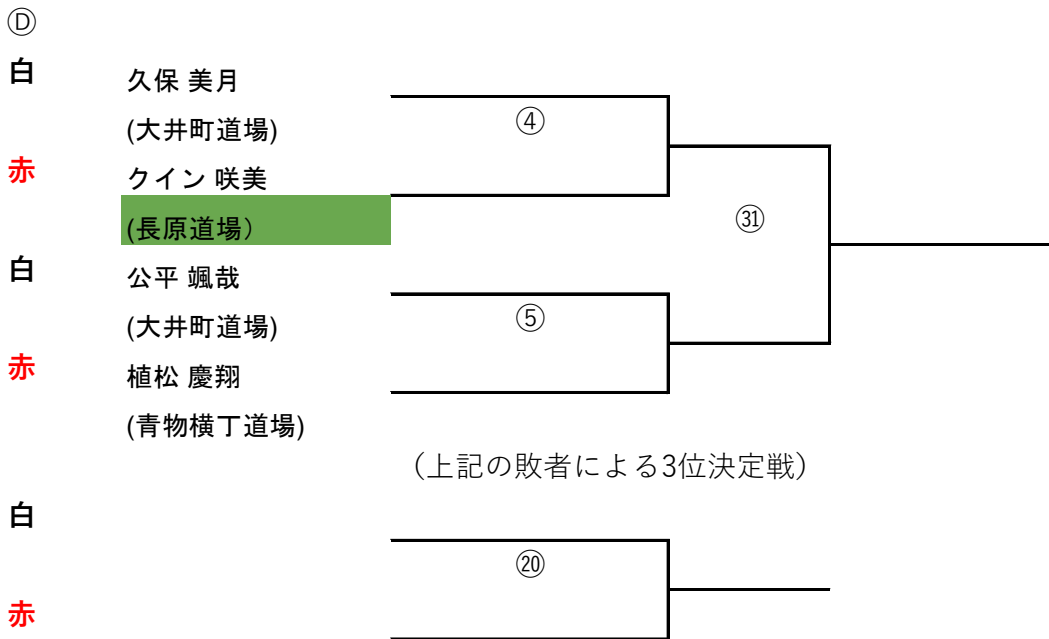 Ⓓ
白
久保 美月
(大井町道場)
④
赤
クイン 咲美
(長原道場）
㉛
白
公平 颯哉
(大井町道場)
⑤
赤
植松 慶翔
(青物横丁道場)
（上記の敗者による3位決定戦）
白
⑳
赤